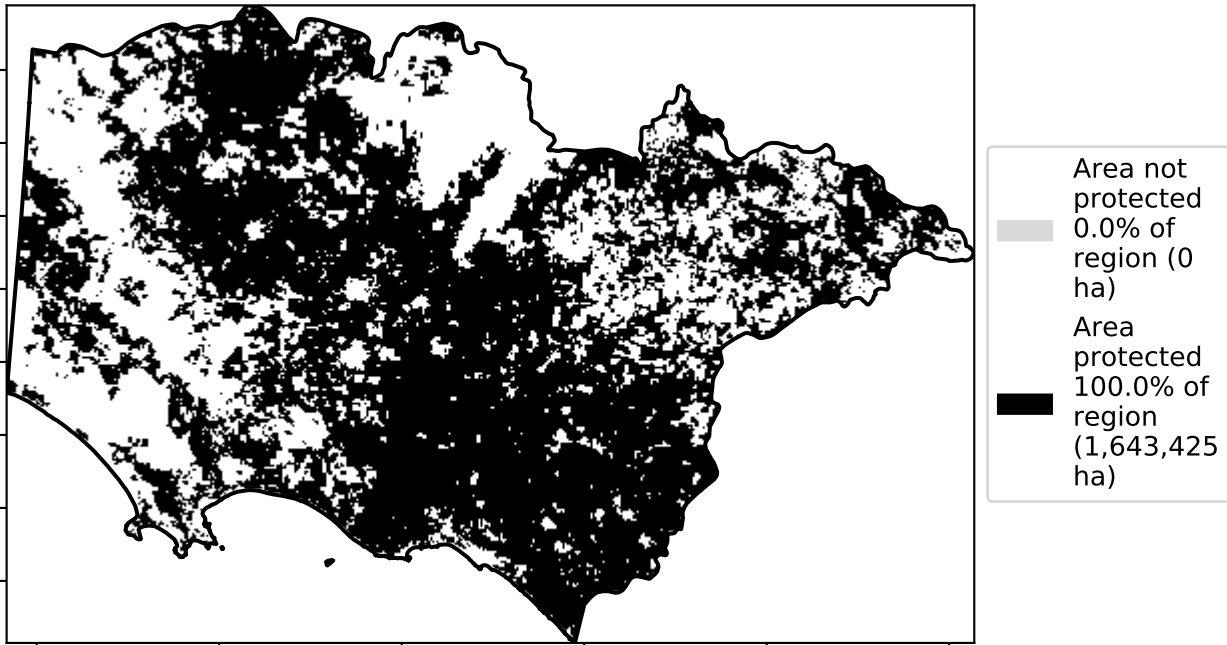 Area not
protected
0.0% of
region (0
ha)
Area
protected
100.0% of
region
(1,643,425
ha)